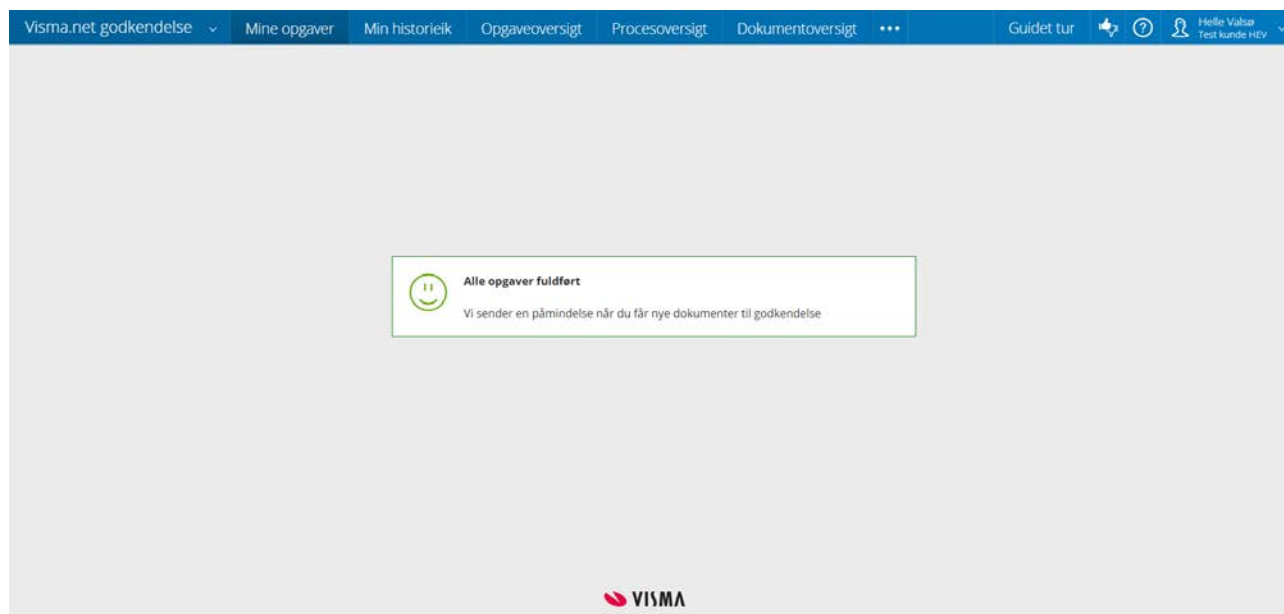 Visma.net godkendelse Mine opgaver Min historieik Opgaveoversigt Procesoversigt Dokumentoversigt ••• Guidet tur Helle Valsø
Test kunde HEV
Alle opgaver fuldført
Vi sender en påmindelse når du får nye dokumenter til godkendelse
VISMA